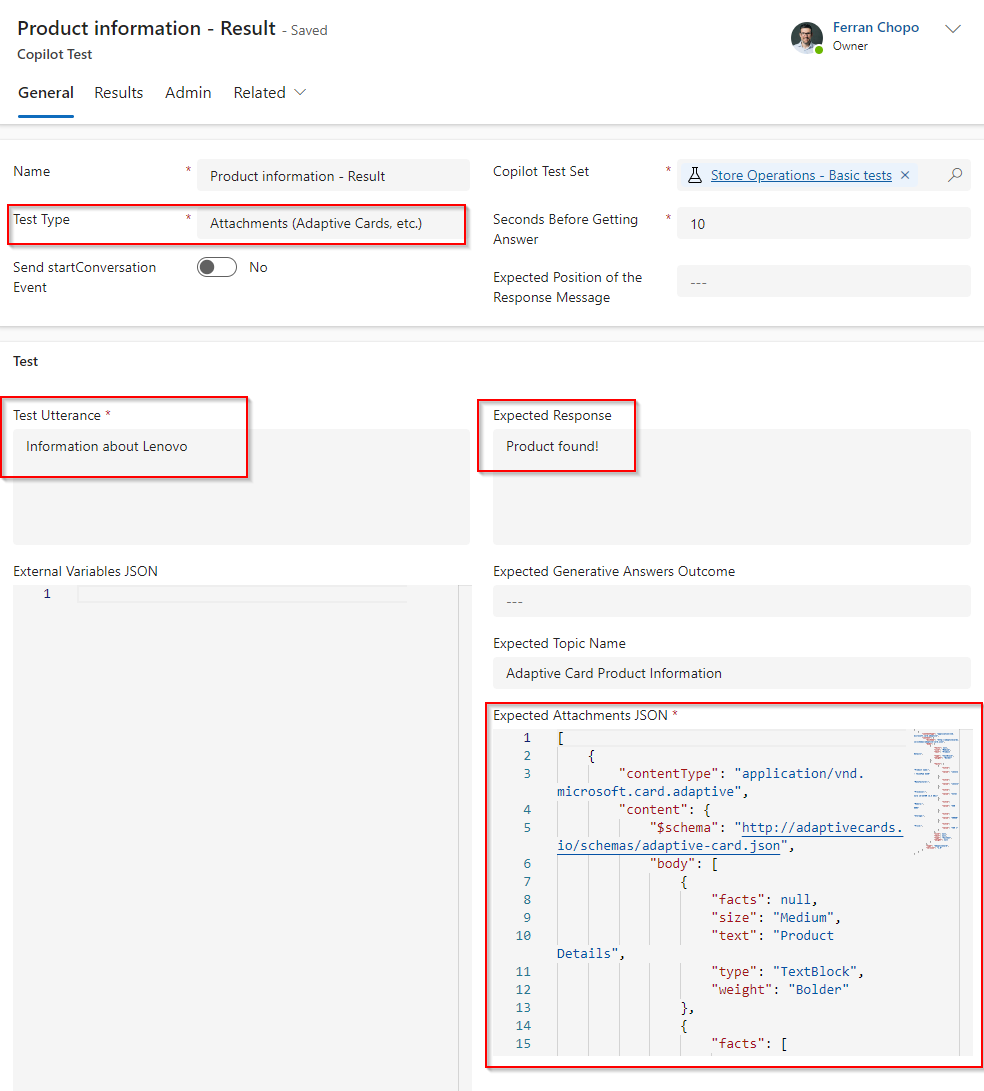 Product information - Result - Saved
Copilot Test
Ferran Chopo
Owner
General Results Admin Related
Name * Product information - Result
Test Type * Attachments (Adaptive Cards, etc.)
Send startConversation
Event
No
Copilot Test Set * Store Operations - Basic tests ×
Seconds Before Getting
Answer
* 10
Expected Position of the
Response Message
---
Test
Test Utterance *
Information about Lenovo
Expected Response
Product found!
External Variables JSON
1
Expected Generative Answers Outcome
---
Expected Topic Name
Adaptive Card Product Information
Expected Attachments JSON *
1 [
2 {
3 "contentType": "application/vnd.
microsoft.card.adaptive",
4 "content": {
5 "$schema": "http://adaptivecards.
io/schemas/adaptive-card.json",
6 "body": [
7 {
8 "facts": null,
9 "size": "Medium",
10 "text": "Product
Details",
11 "type": "TextBlock",
12 "weight": "Bolder"
13 },
14 {
15 "facts": [